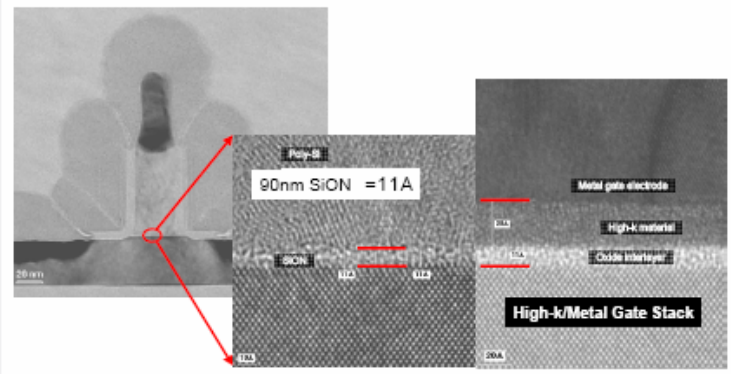 20 nm
Poly-Si
90nm SiON =11A
SiON
11A
11A
10A
Metal gate electrode
High-k material
11A
Oxide interlayer
High-k/Metal Gate Stack
20A